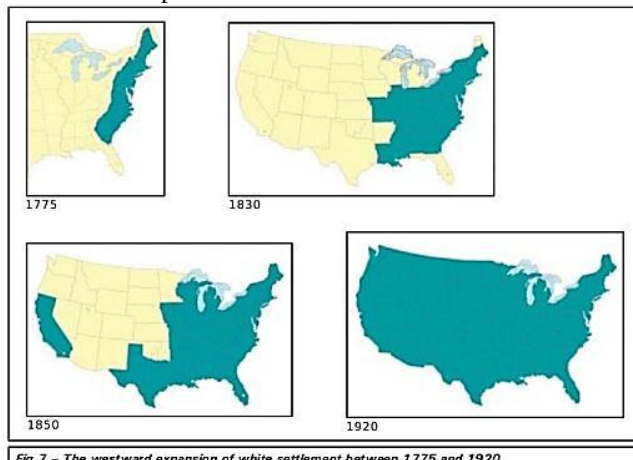 1775
1830
1850
1920
Fig 7 – The westward expansion of white settlement between 1775 and 1920